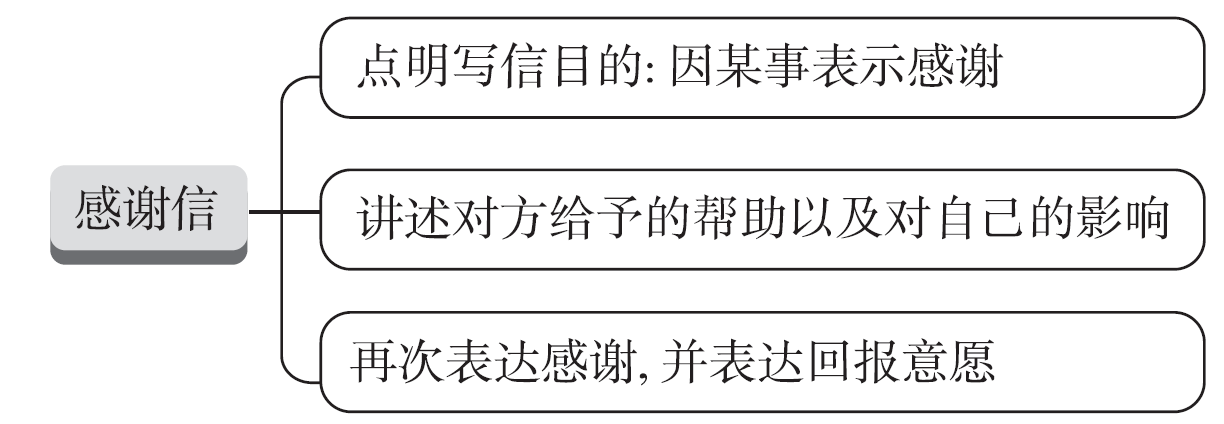 感谢信
点明写信目的: 因某事表示感谢
讲述对方给予的帮助以及对自己的影响
再次表达感谢, 并表达回报意愿